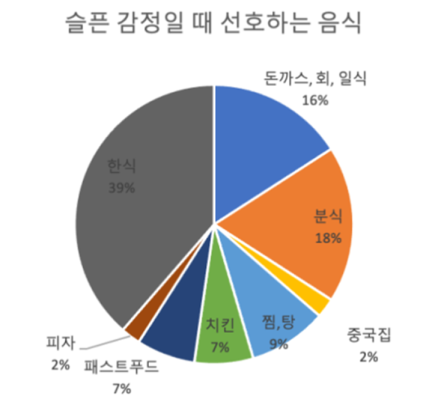 슬픈 감정일 때 선호하는 음식
돈까스, 회, 일식
16%
한식
39%
분식
18%
치킨
7%
찜,탕
9%
중국집
2%
피자
2%
패스트푸드
7%